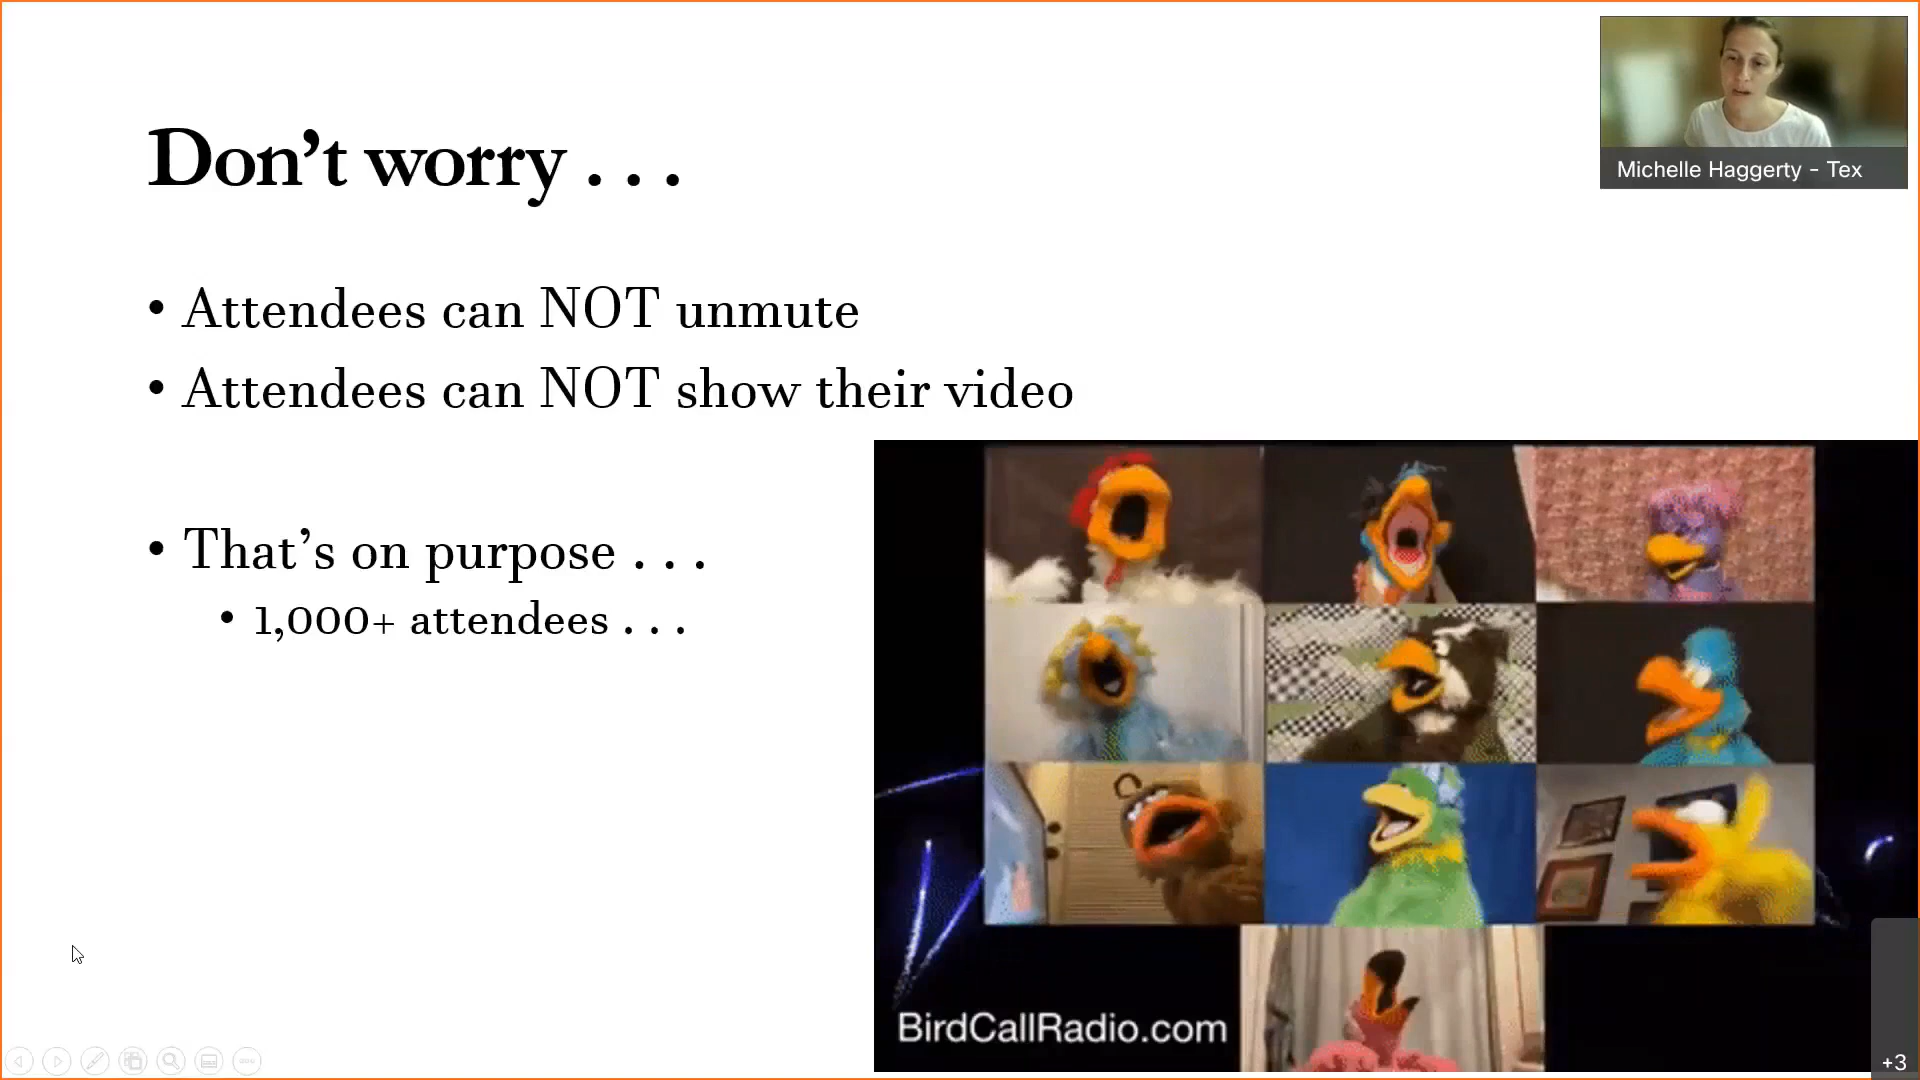 Don't worry . . .
Michelle Haggerty - Tex
• Attendees can NOT unmute
• Attendees can NOT show their video
• That's on purpose . . .
• 1,000+ attendees . . .
BirdCallRadio.com
+3